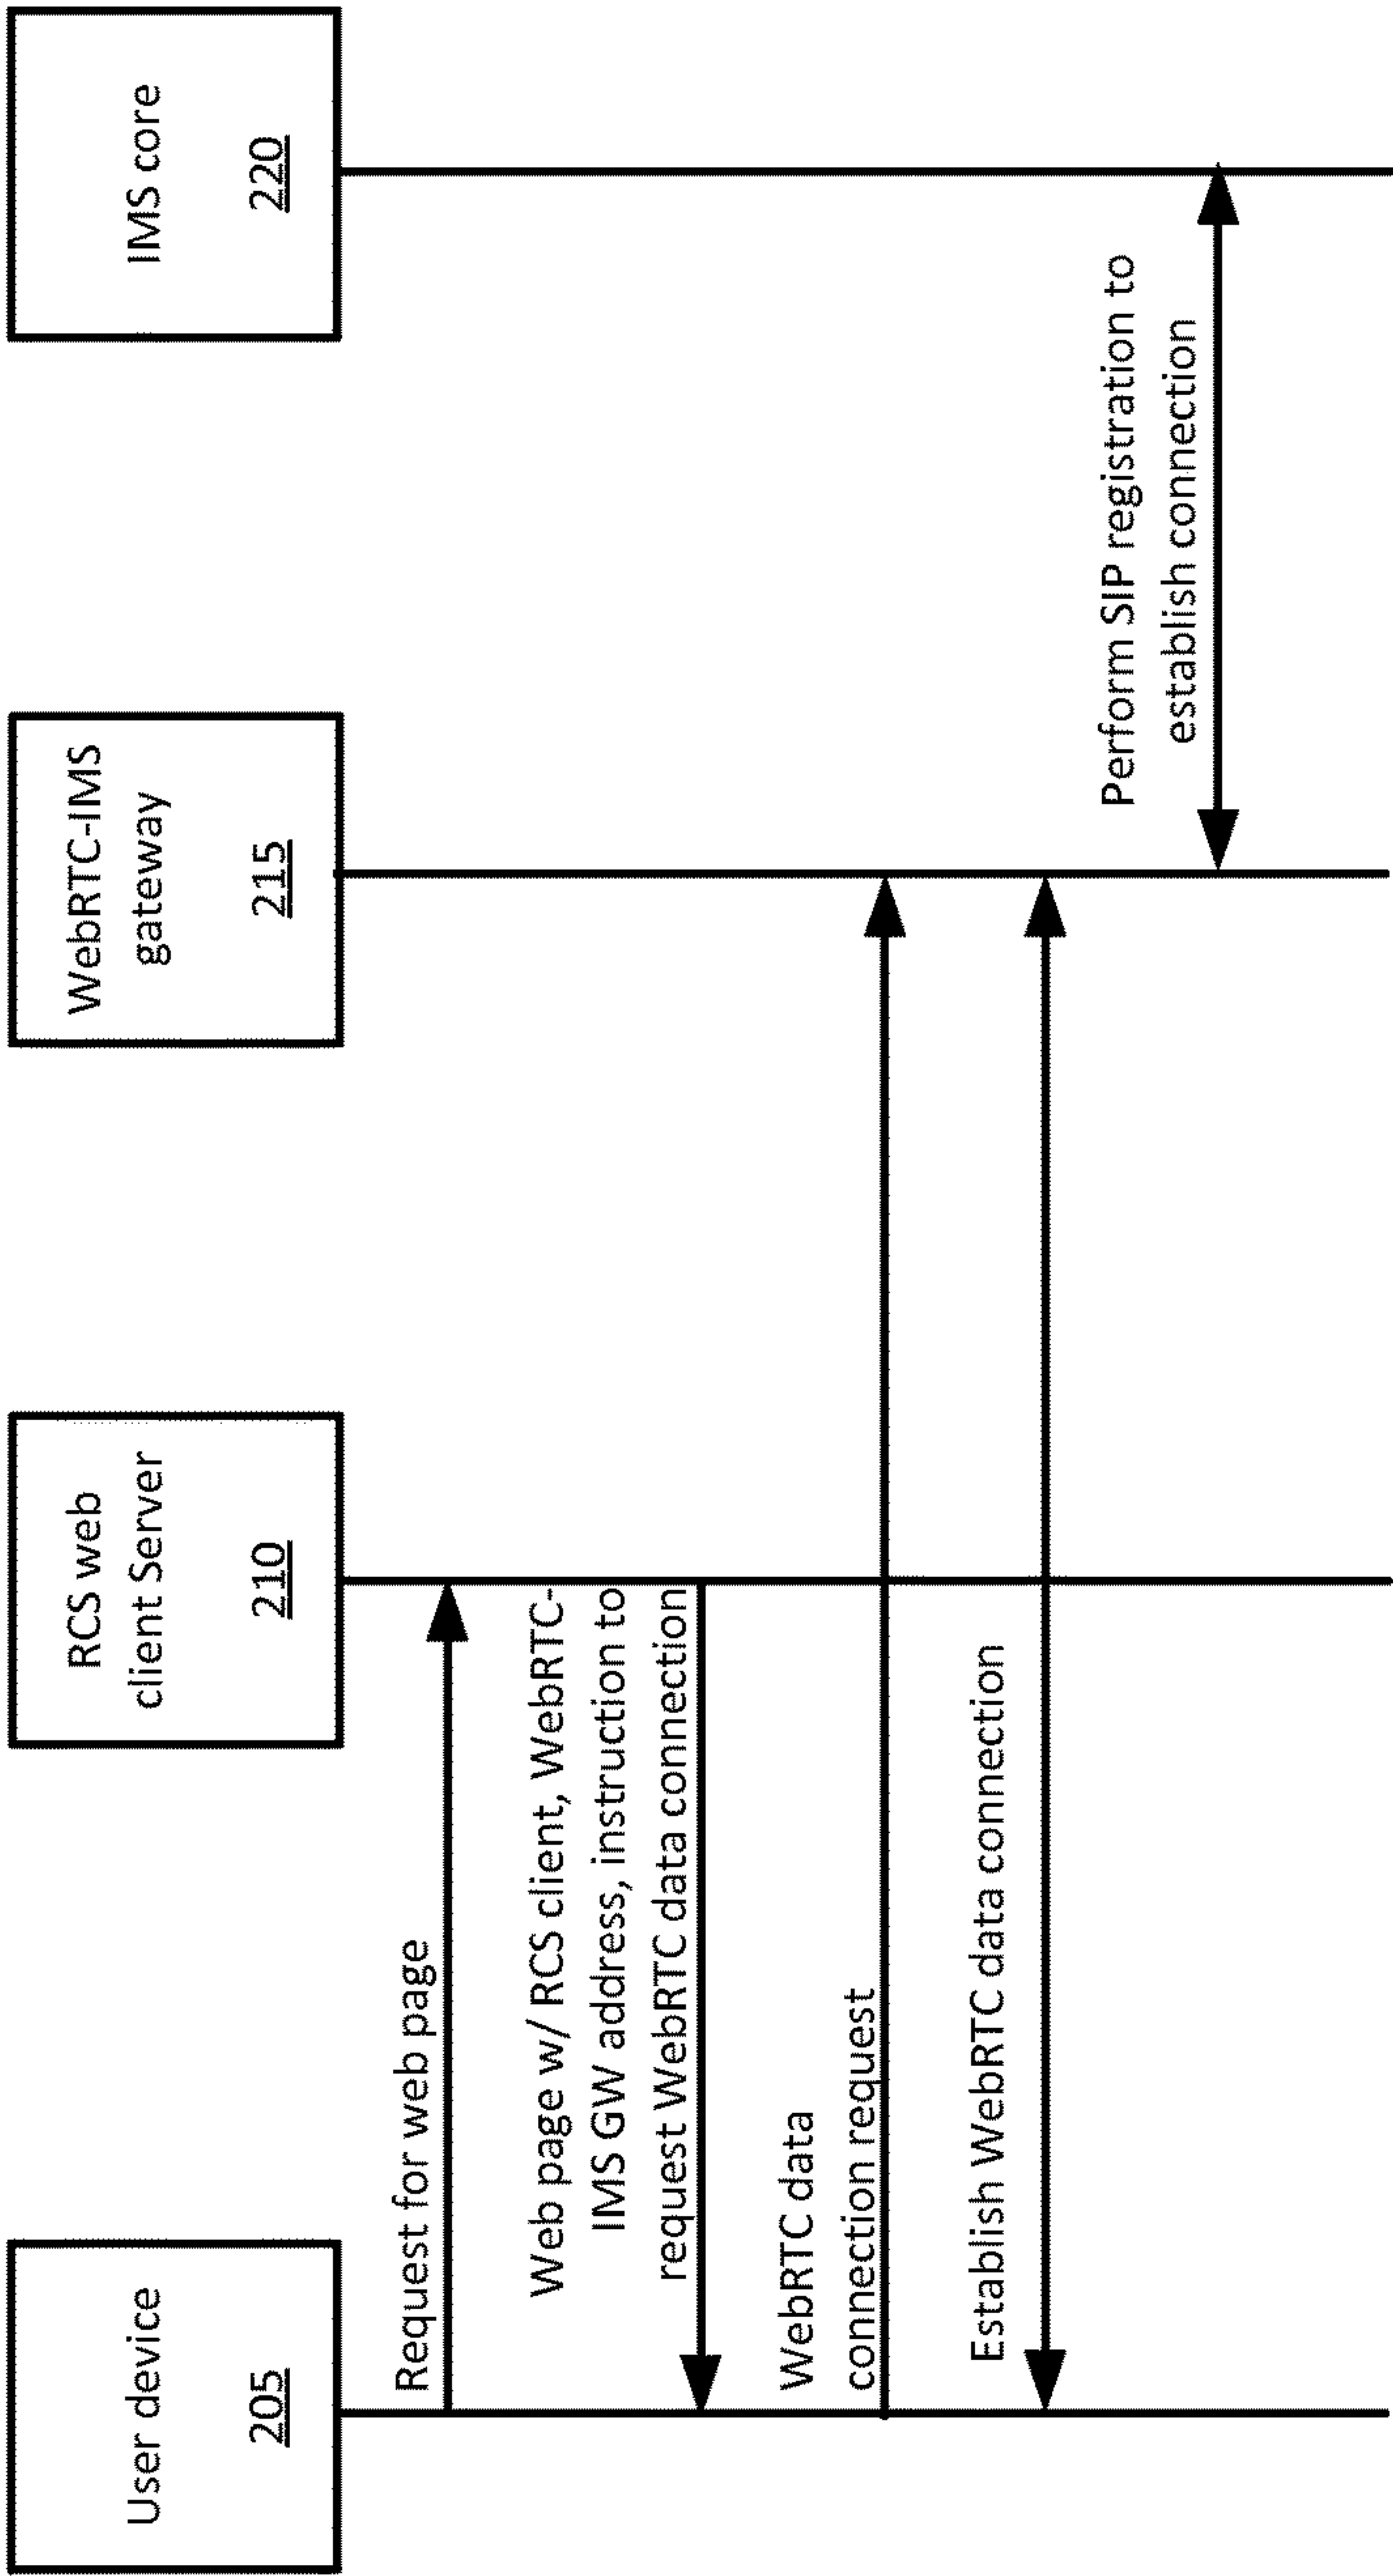 User device
205
RCS web
client Server
210
WebRTC-IMS
gateway
215
IMS core
220
Request for web page
Web page w/ RCS client, WebRTC-
IMS GW address, instruction to
request WebRTC data connection
WebRTC data
connection request
Establish WebRTC data connection
Perform SIP registration to
establish connection